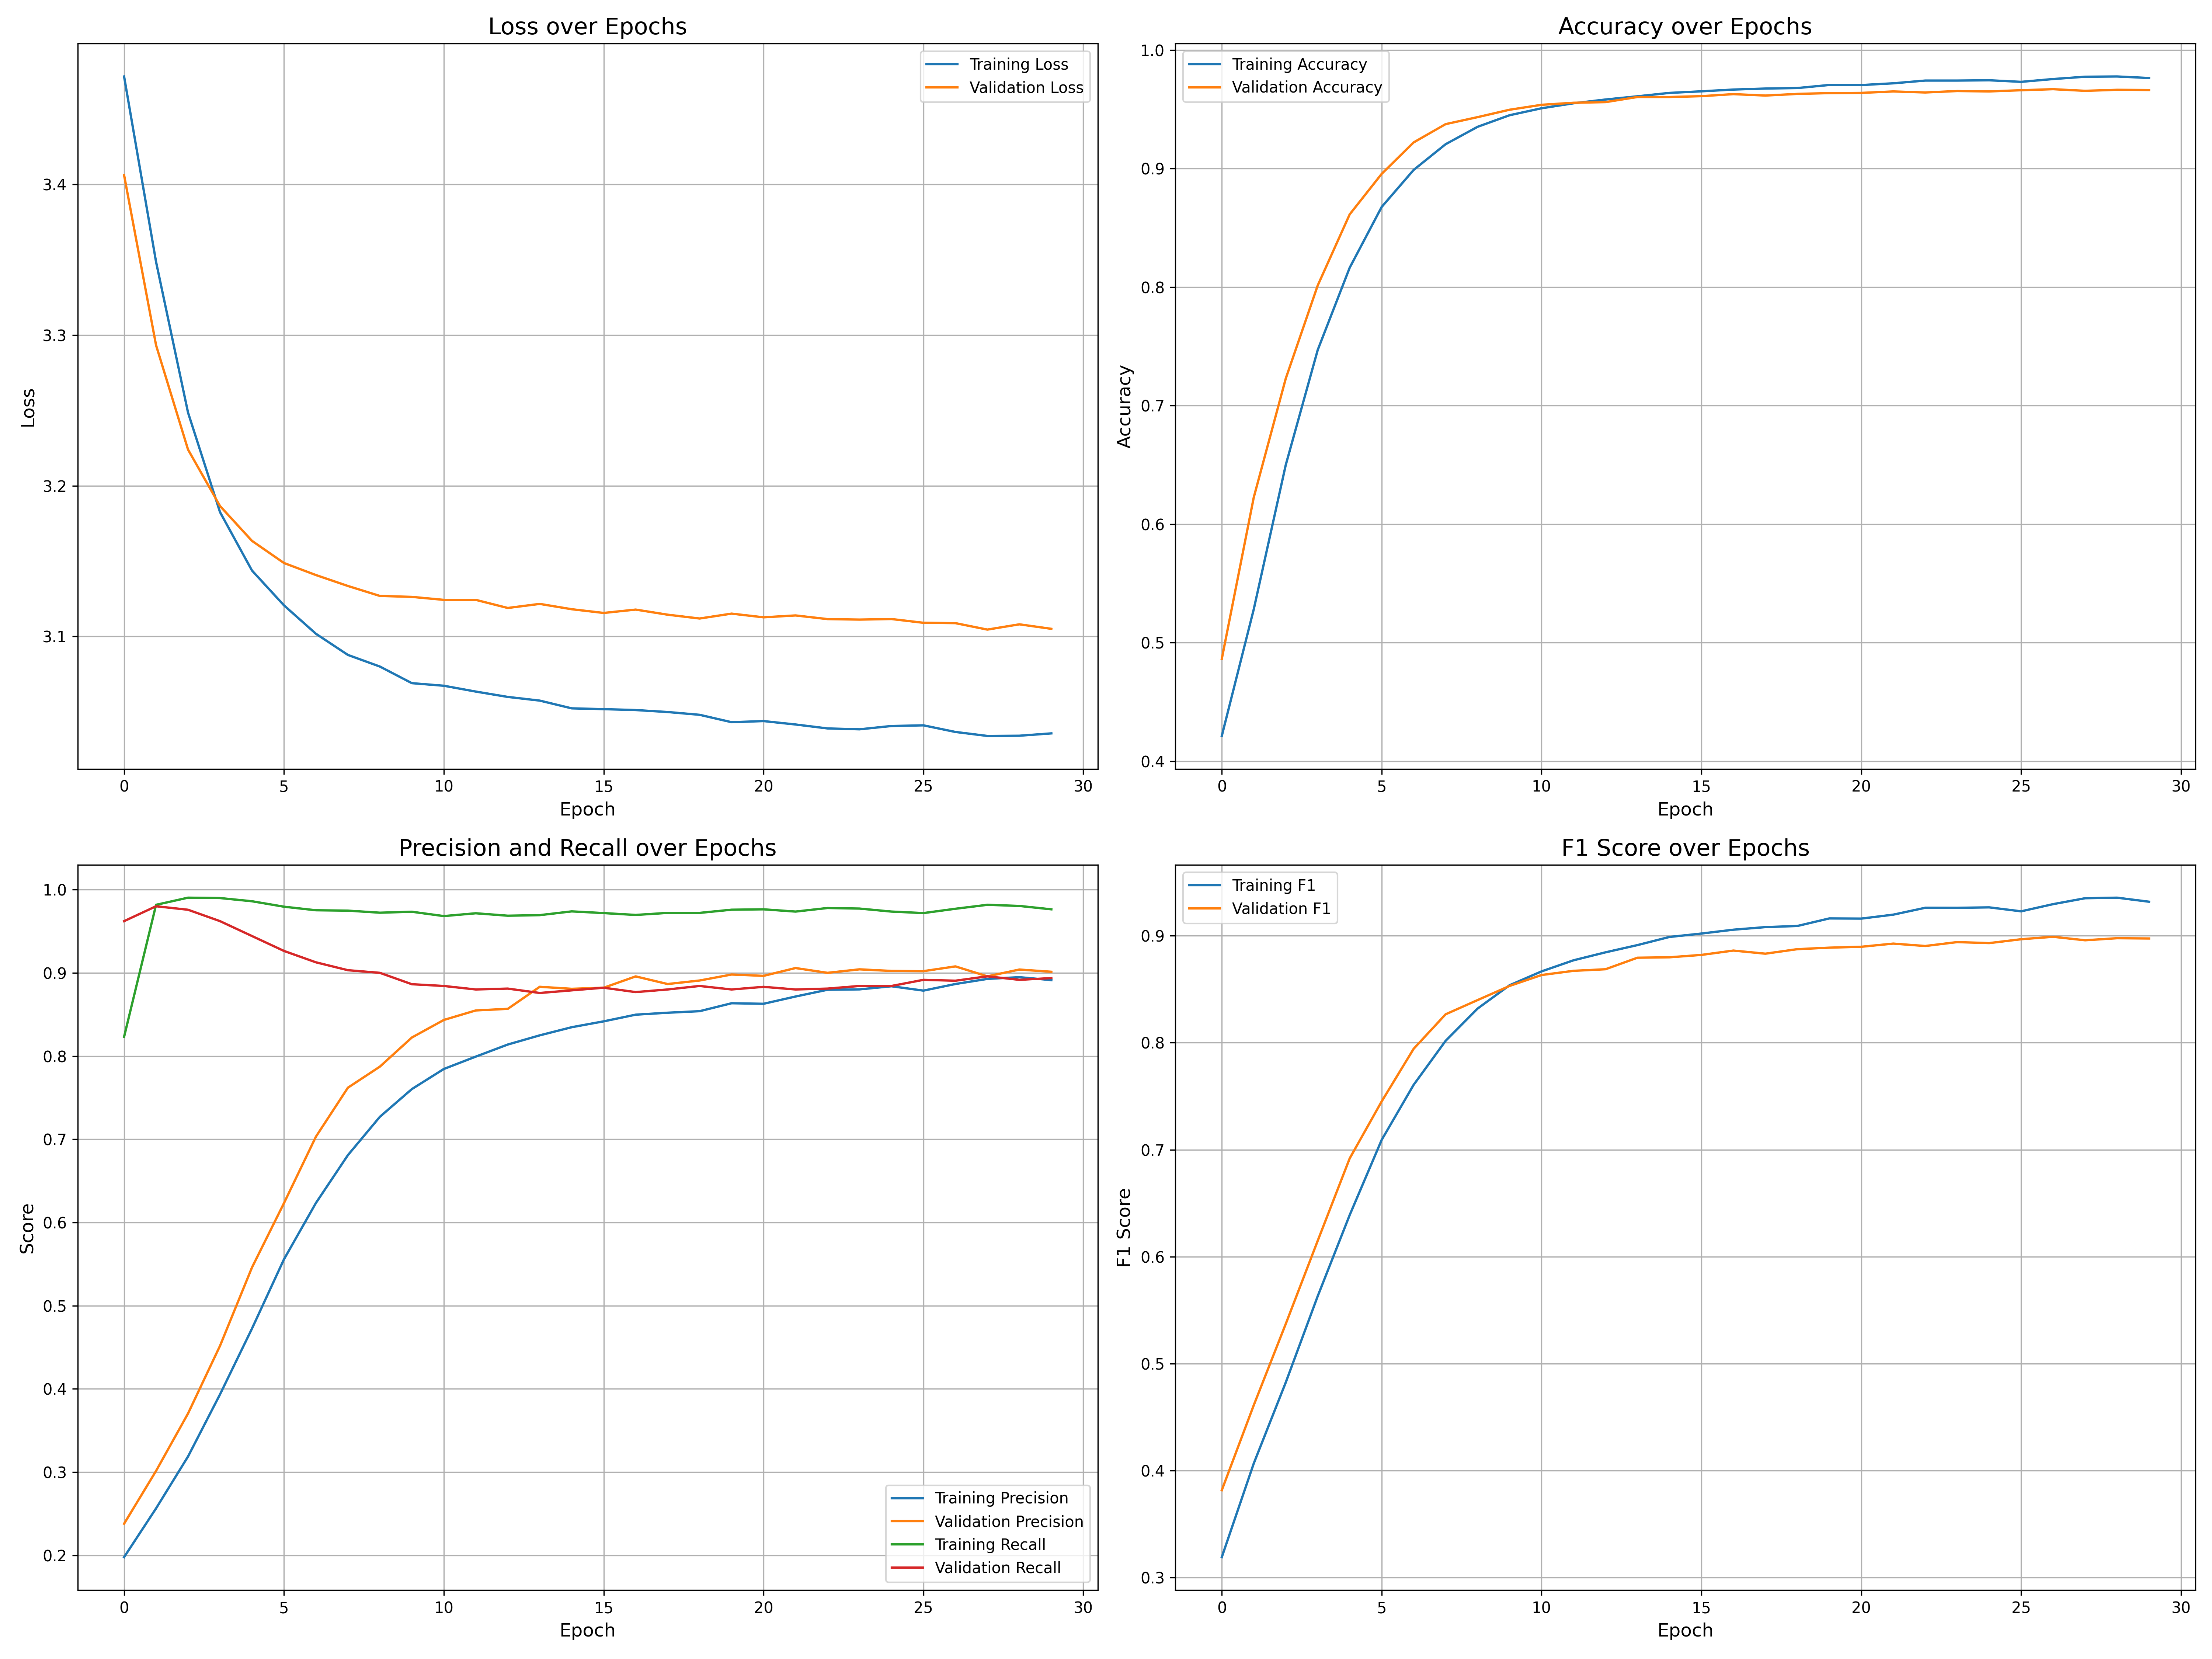 Loss over Epochs
Training Loss
Validation Loss
3.4
3.3
3.2
3.1
Loss
0 5 10 15 20 25 30
Epoch
Accuracy over Epochs
Training Accuracy
Validation Accuracy
1.0
0.9
0.8
0.7
0.6
0.5
0.4
Accuracy
0 5 10 15 20 25 30
Epoch
Precision and Recall over Epochs
1.0
0.9
0.8
0.7
0.6
0.5
0.4
0.3
0.2
Score
Training Precision
Validation Precision
Training Recall
Validation Recall
0 5 10 15 20 25 30
Epoch
F1 Score over Epochs
Training F1
Validation F1
0.9
0.8
0.7
0.6
0.5
0.4
0.3
F1 Score
0 5 10 15 20 25 30
Epoch